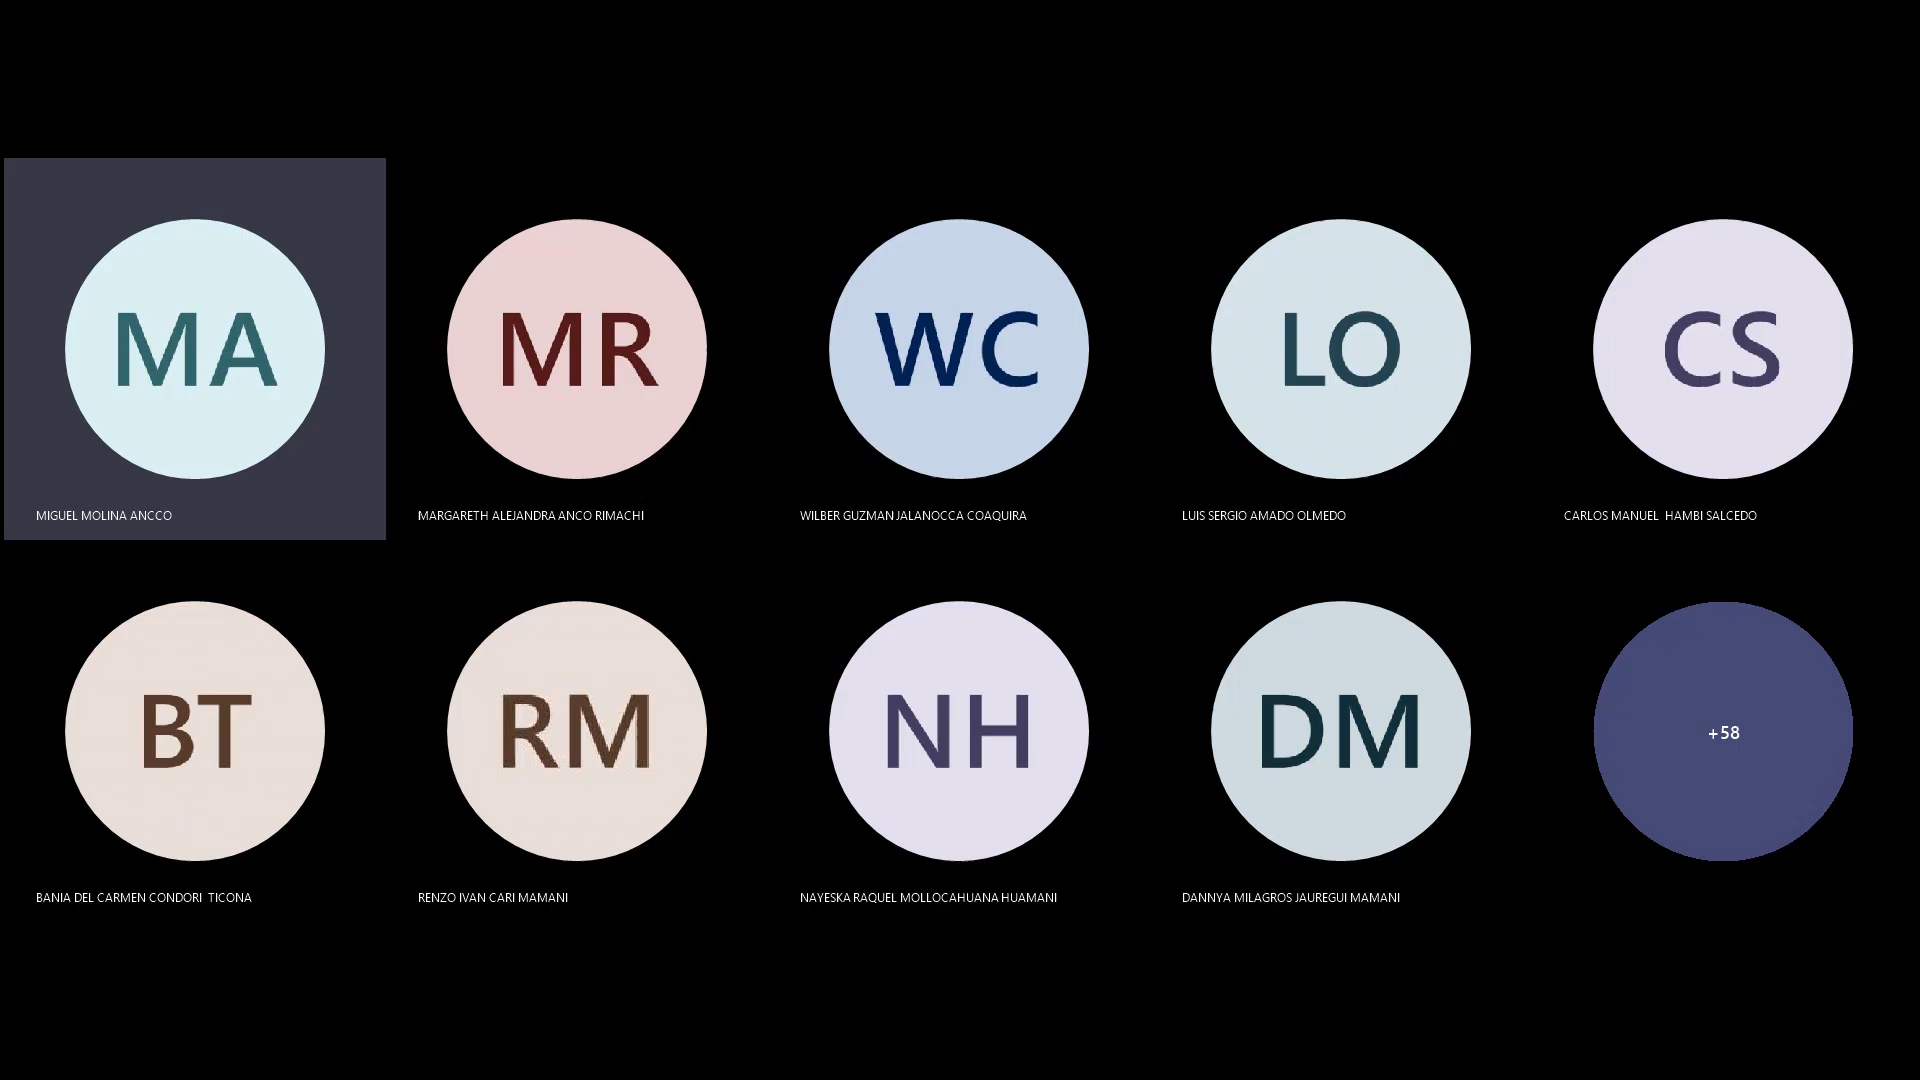 MA
MR
WC
LO
CS
MIGUEL MOLINA ANCCO
MARGARETH ALEJANDRA ANCO RIMACHI
WILBER GUZMAN JALANOCCA COAQUIRA
LUIS SERGIO AMADO OLMEDO
CARLOS MANUEL  HAMBI SALCEDO
BT
RM
NH
DM
+58
BANIA DEL CARMEN CONDORI  TICONA
RENZO IVAN CARI MAMANI
NAYESKA RAQUEL MOLLOCAHUANA HUAMANI
DANNYA MILAGROS JAUREGUI MAMANI